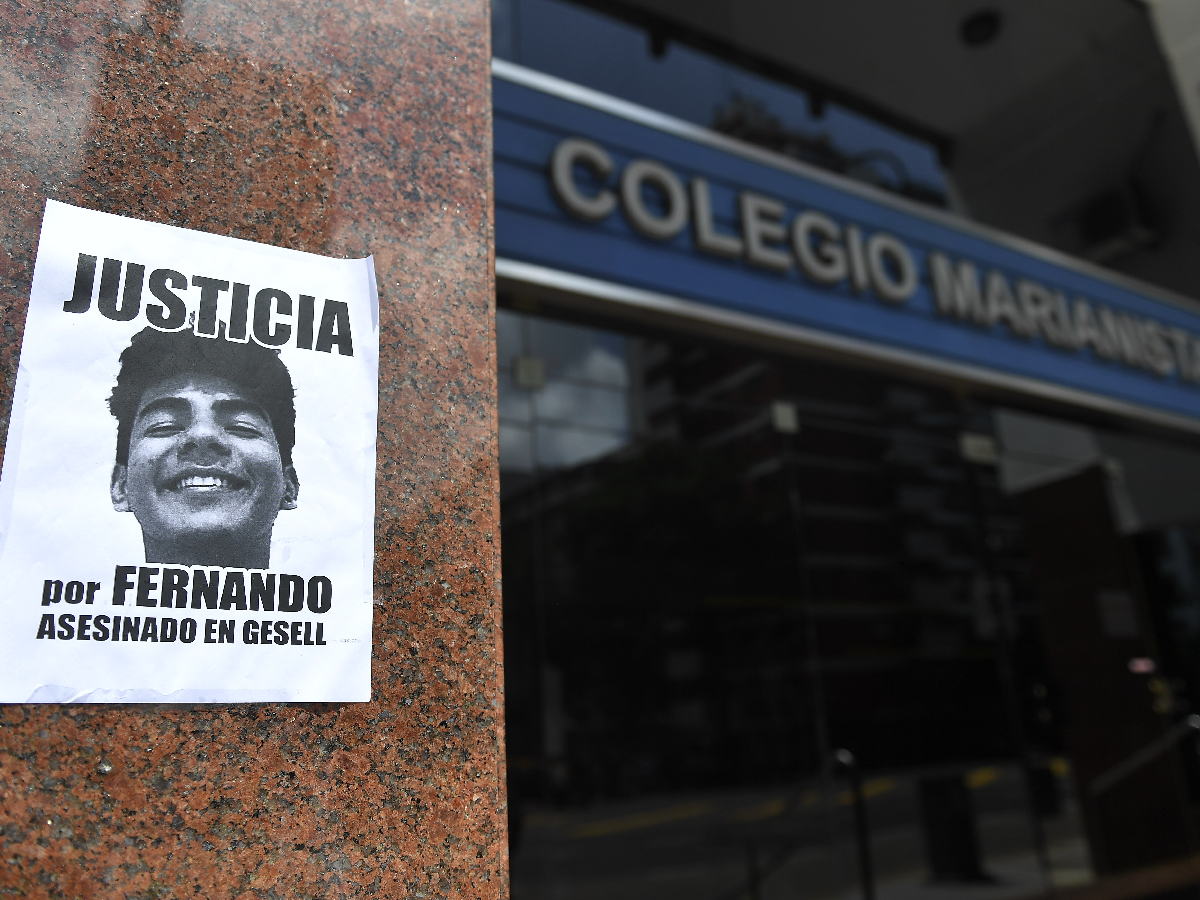 JUSTICIA
por FERNANDO
ASESINADO EN GESELL
COLEGIO MARIANISTA